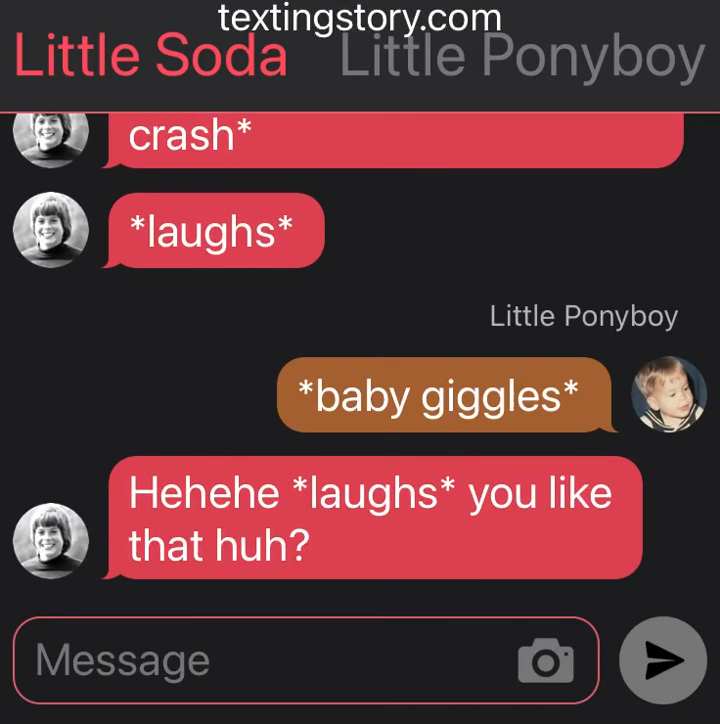 textingstory.com
Little Soda Little Ponyboy
crash*
*laughs*
Little Ponyboy
*baby giggles*
Hehehe *laughs* you like
that huh?
Message